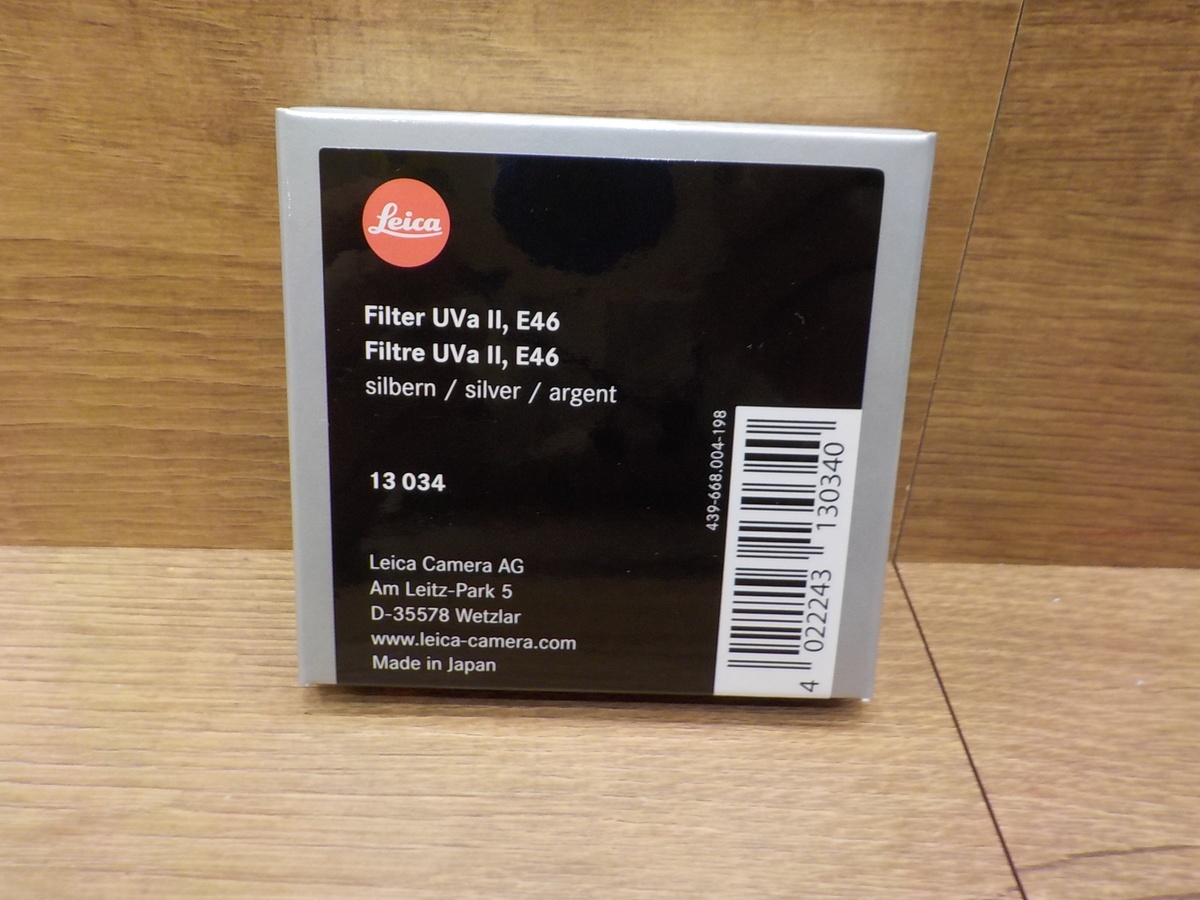 Leica
Filter UVa II, E46
Filtre UVa II, E46
silbern / silver / argent
13 034
Leica Camera AG
Am Leitz-Park 5
D-35578 Wetzlar
www.leica-camera.com
Made in Japan
439-668.004-198
4 022243 130340